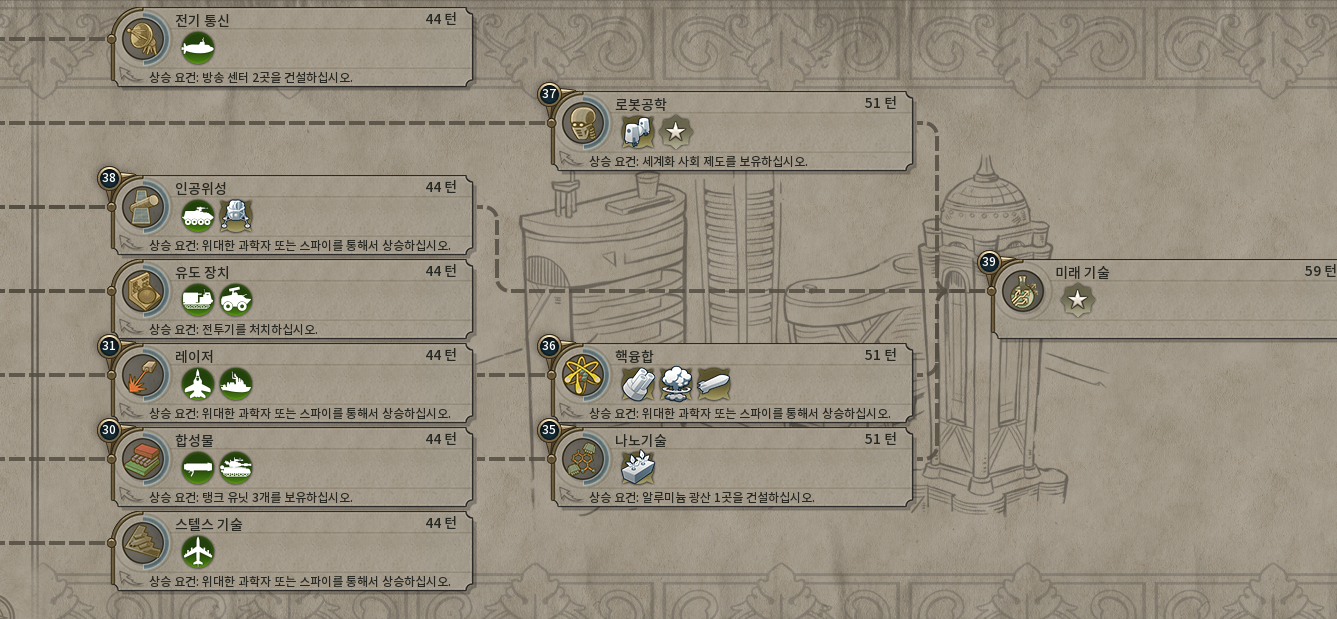 전기 통신 44 턴
상승 요건: 방송 센터 2곳을 건설하십시오.
37
로봇공학 51 턴
상승 요건: 세계화 사회 제도를 보유하십시오.
38
인공위성 44 턴
상승 요건: 위대한 과학자 또는 스파이를 통해서 상승하십시오.
유도 장치 44 턴
상승 요건: 전투기를 처치하십시오.
39
미래 기술 59 턴
31
레이저 44 턴
상승 요건: 위대한 과학자 또는 스파이를 통해서 상승하십시오.
36
핵융합 51 턴
상승 요건: 위대한 과학자 또는 스파이를 통해서 상승하십시오.
30
합성물 44 턴
상승 요건: 탱크 유닛 3개를 보유하십시오.
35
나노기술 51 턴
상승 요건: 알루미늄 광산 1곳을 건설하십시오.
스텔스 기술 44 턴
상승 요건: 위대한 과학자 또는 스파이를 통해서 상승하십시오.